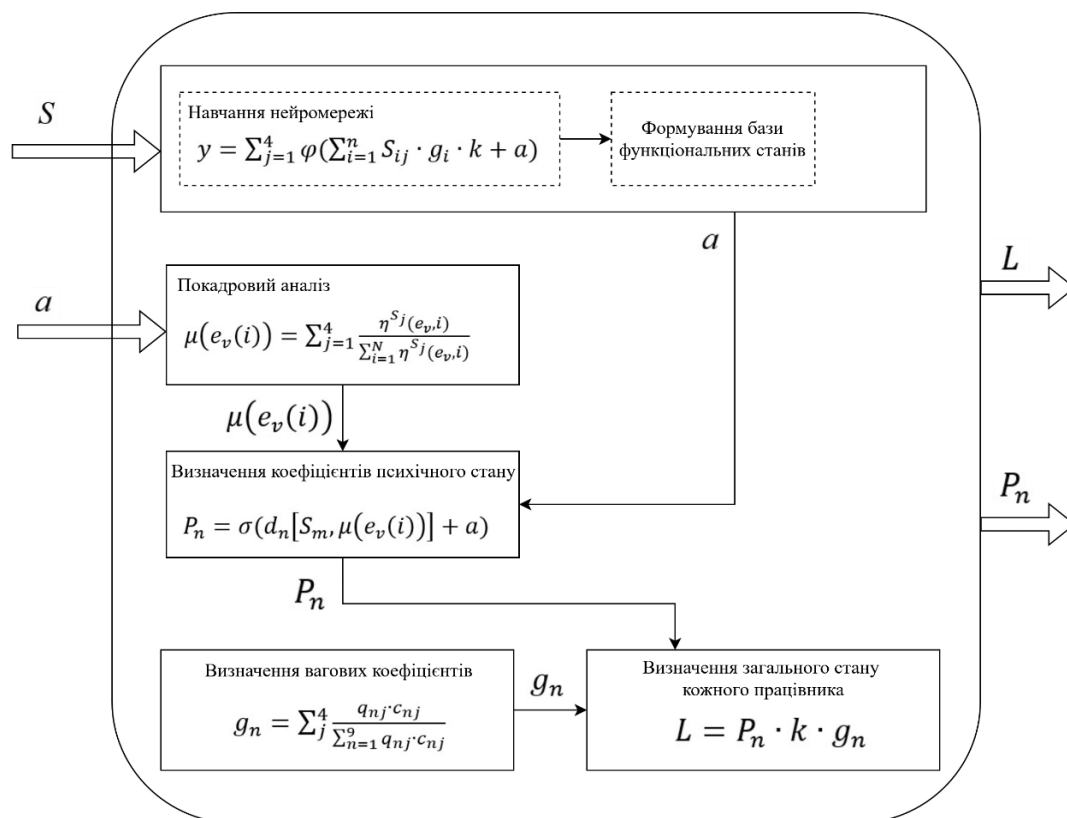 S
Навчання нейромережі
y = ∑_{j=1}^{4} φ(∑_{i=1}^{n} S_{ij} · g_i · k + a)
Формування бази
функціональних станів
a
L
a
Покадровий аналіз
μ(e_v(i)) = ∑_{j=1}^{4} \frac{η^{S_j}(e_v,i)}{∑_{i=1}^{N} η^{S_j}(e_v,i)}
μ(e_v(i))
Визначення коефіцієнтів психічного стану
P_n = σ(d_n[S_m, μ(e_v(i))] + a)
P_n
P_n
Визначення вагових коефіцієнтів
g_n = ∑_{j}^{4} \frac{q_{nj}·c_{nj}}{∑_{n=1}^{9} q_{nj}·c_{nj}}
g_n
Визначення загального стану
кожного працівника
L = P_n · k · g_n